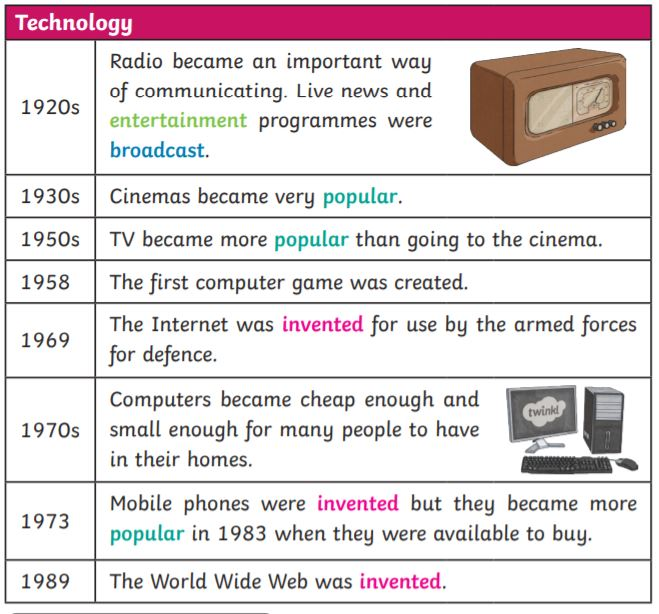 Technology
1920s
Radio became an important way
of communicating. Live news and
entertainment programmes were
broadcast.
1930s
Cinemas became very popular.
1950s
TV became more popular than going to the cinema.
1958
The first computer game was created.
1969
The Internet was invented for use by the armed forces
for defence.
1970s
Computers became cheap enough and
small enough for many people to have
in their homes.
twinkl
1973
Mobile phones were invented but they became more
popular in 1983 when they were available to buy.
1989
The World Wide Web was invented.